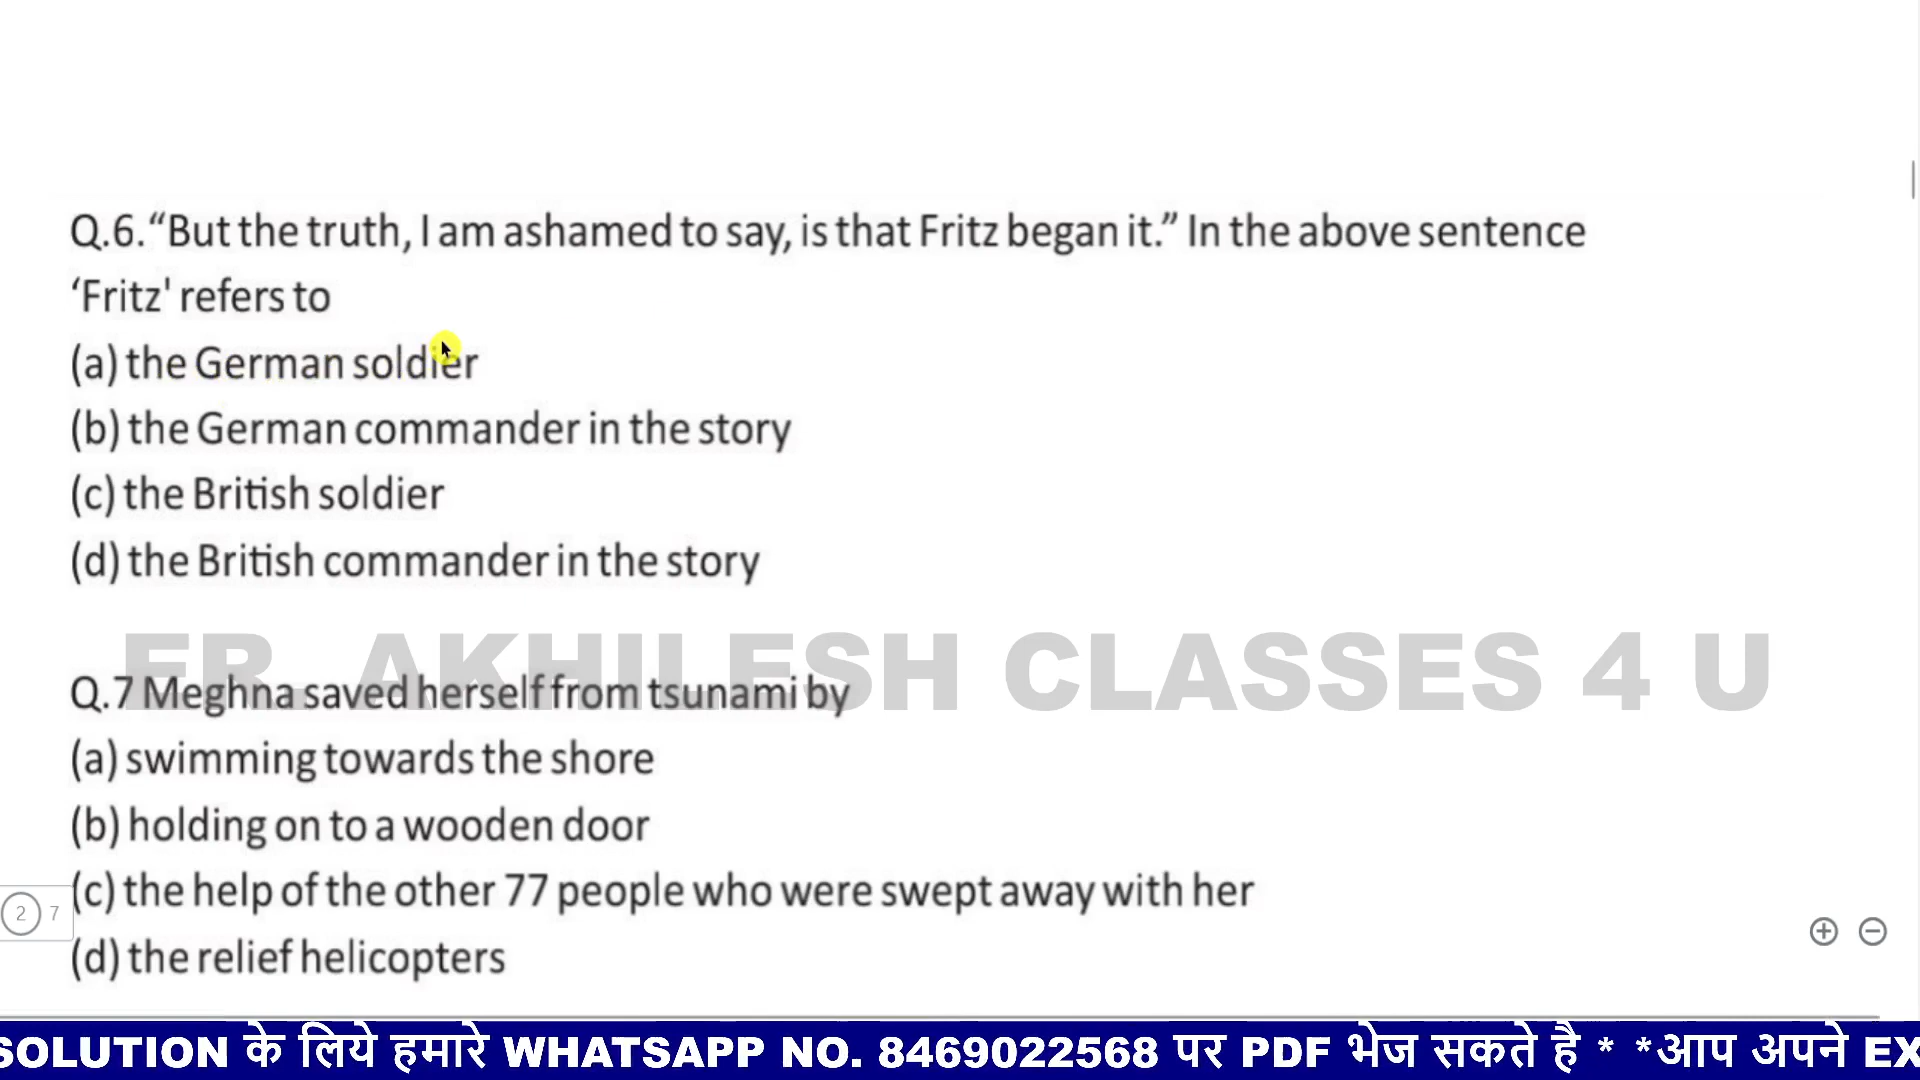 Q.6. “But the truth, I am ashamed to say, is that Fritz began it.” In the above sentence
‘Fritz' refers to
(a) the German soldier
(b) the German commander in the story
(c) the British soldier
(d) the British commander in the story
ER. AKHILESH CLASSES 4 U
Q.7 Meghna saved herself from tsunami by
(a) swimming towards the shore
(b) holding on to a wooden door
(c) the help of the other 77 people who were swept away with her
2 7
(d) the relief helicopters
SOLUTION के लिये हमारे WHATSAPP NO. 8469022568 पर PDF भेज सकते है * *आप अपने EX